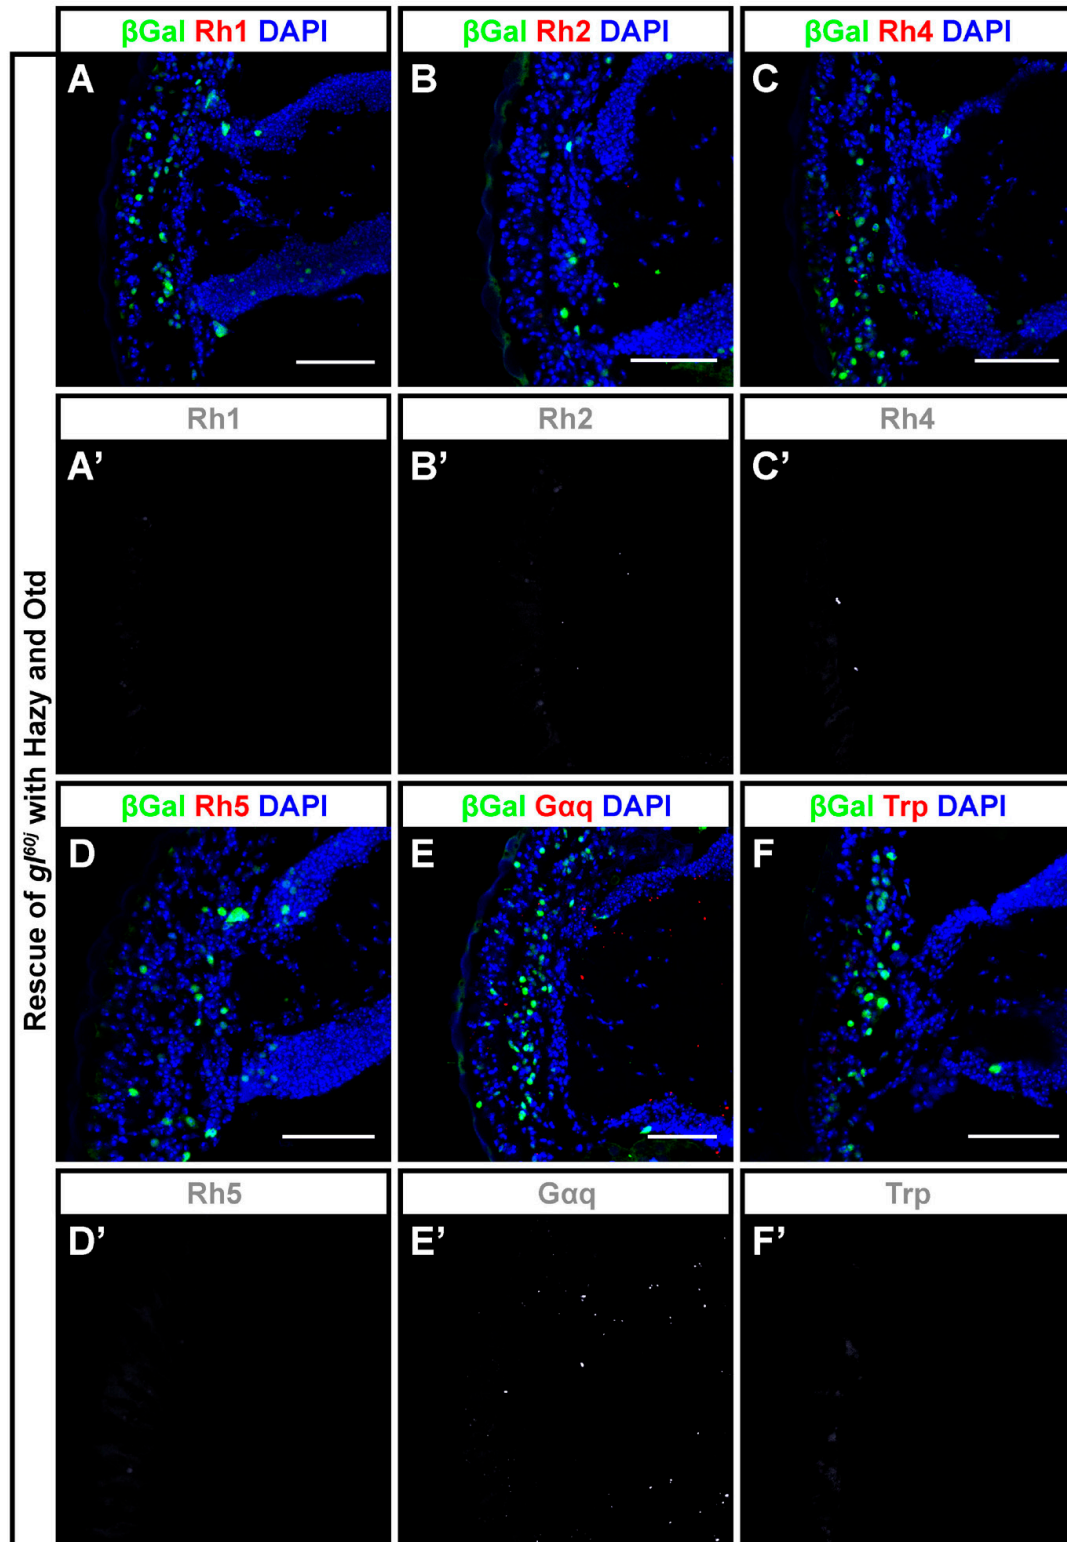 βGal Rh1 DAPI
βGal Rh2 DAPI
βGal Rh4 DAPI
A
B
C
Rh1
Rh2
Rh4
A’
B’
C’
Rescue of gl⁶⁰ʲ with Hazy and Otd
βGal Rh5 DAPI
βGal Gαq DAPI
βGal Trp DAPI
D
E
F
Rh5
Gαq
Trp
D’
E’
F’